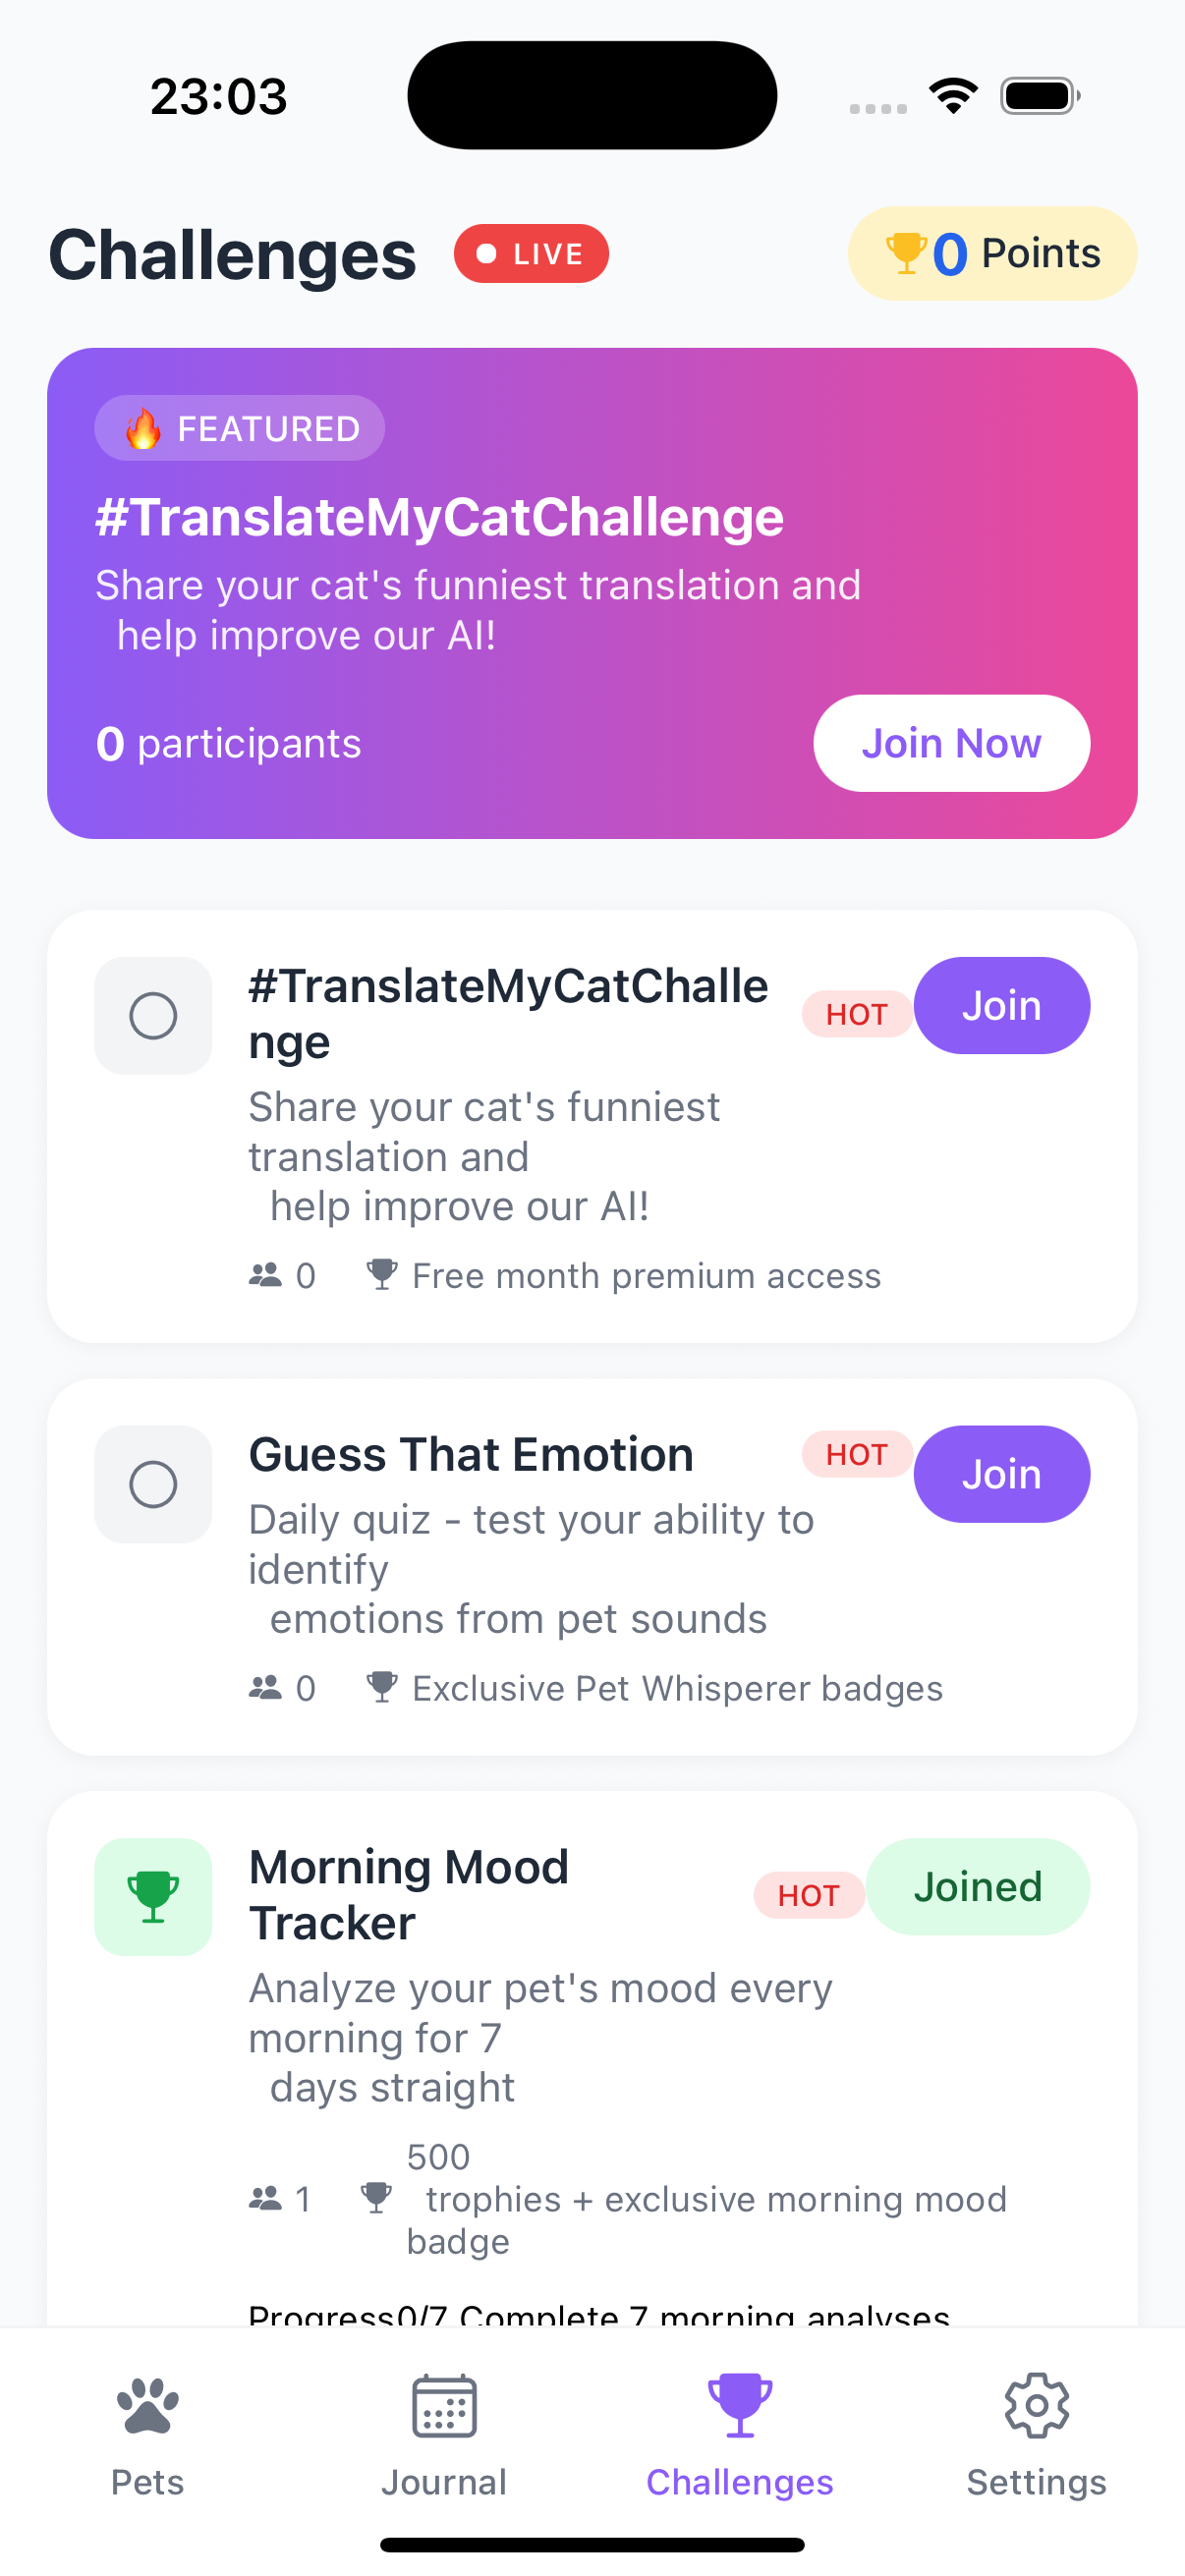 23:03
Challenges
LIVE
0 Points
🔥 FEATURED
#TranslateMyCatChallenge
Share your cat's funniest translation and
help improve our AI!
0 participants
Join Now
#TranslateMyCatChalle
nge
HOT
Join
Share your cat's funniest
translation and
help improve our AI!
0
Free month premium access
Guess That Emotion
HOT
Join
Daily quiz - test your ability to
identify
emotions from pet sounds
0
Exclusive Pet Whisperer badges
Morning Mood
Tracker
HOT
Joined
Analyze your pet's mood every
morning for 7
days straight
1
500
trophies + exclusive morning mood
badge
Progress0/7 Complete 7 morning analyses
Pets
Journal
Challenges
Settings